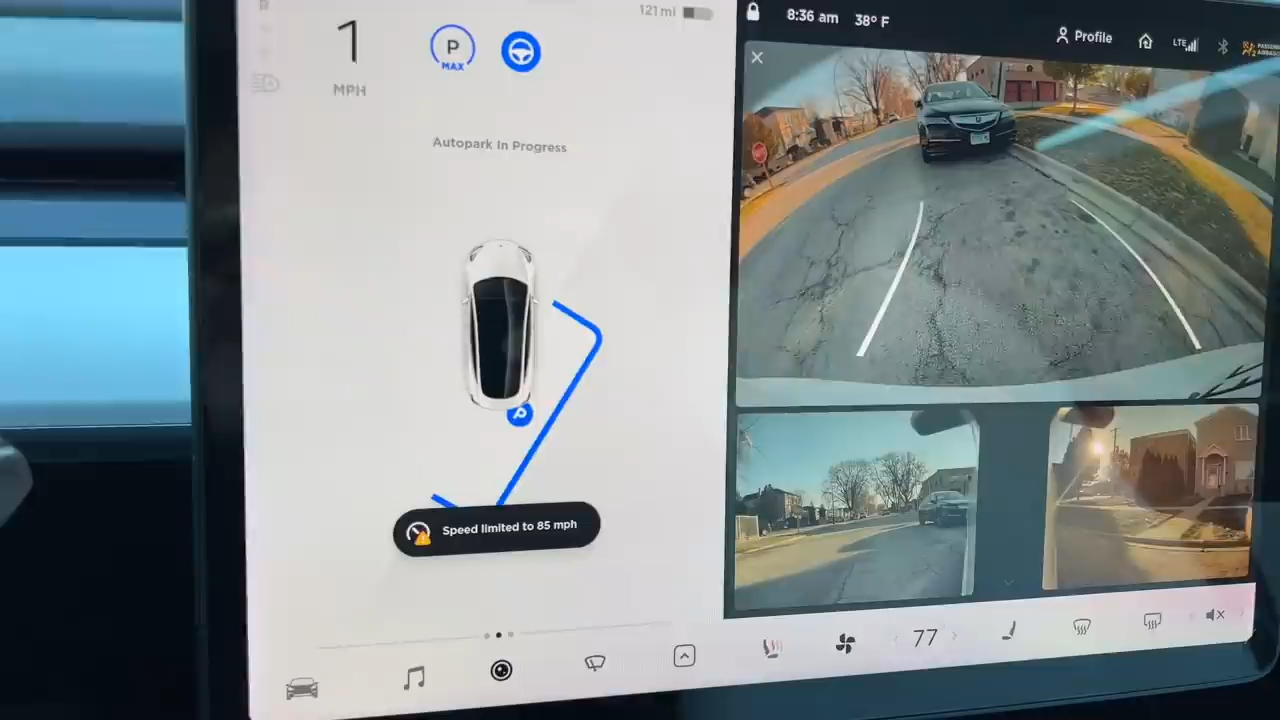 R
1
MPH
P
MAX
121 mi
Autopark In Progress
P
Speed limited to 85 mph
8:36 am 38° F
Profile
LTE
77